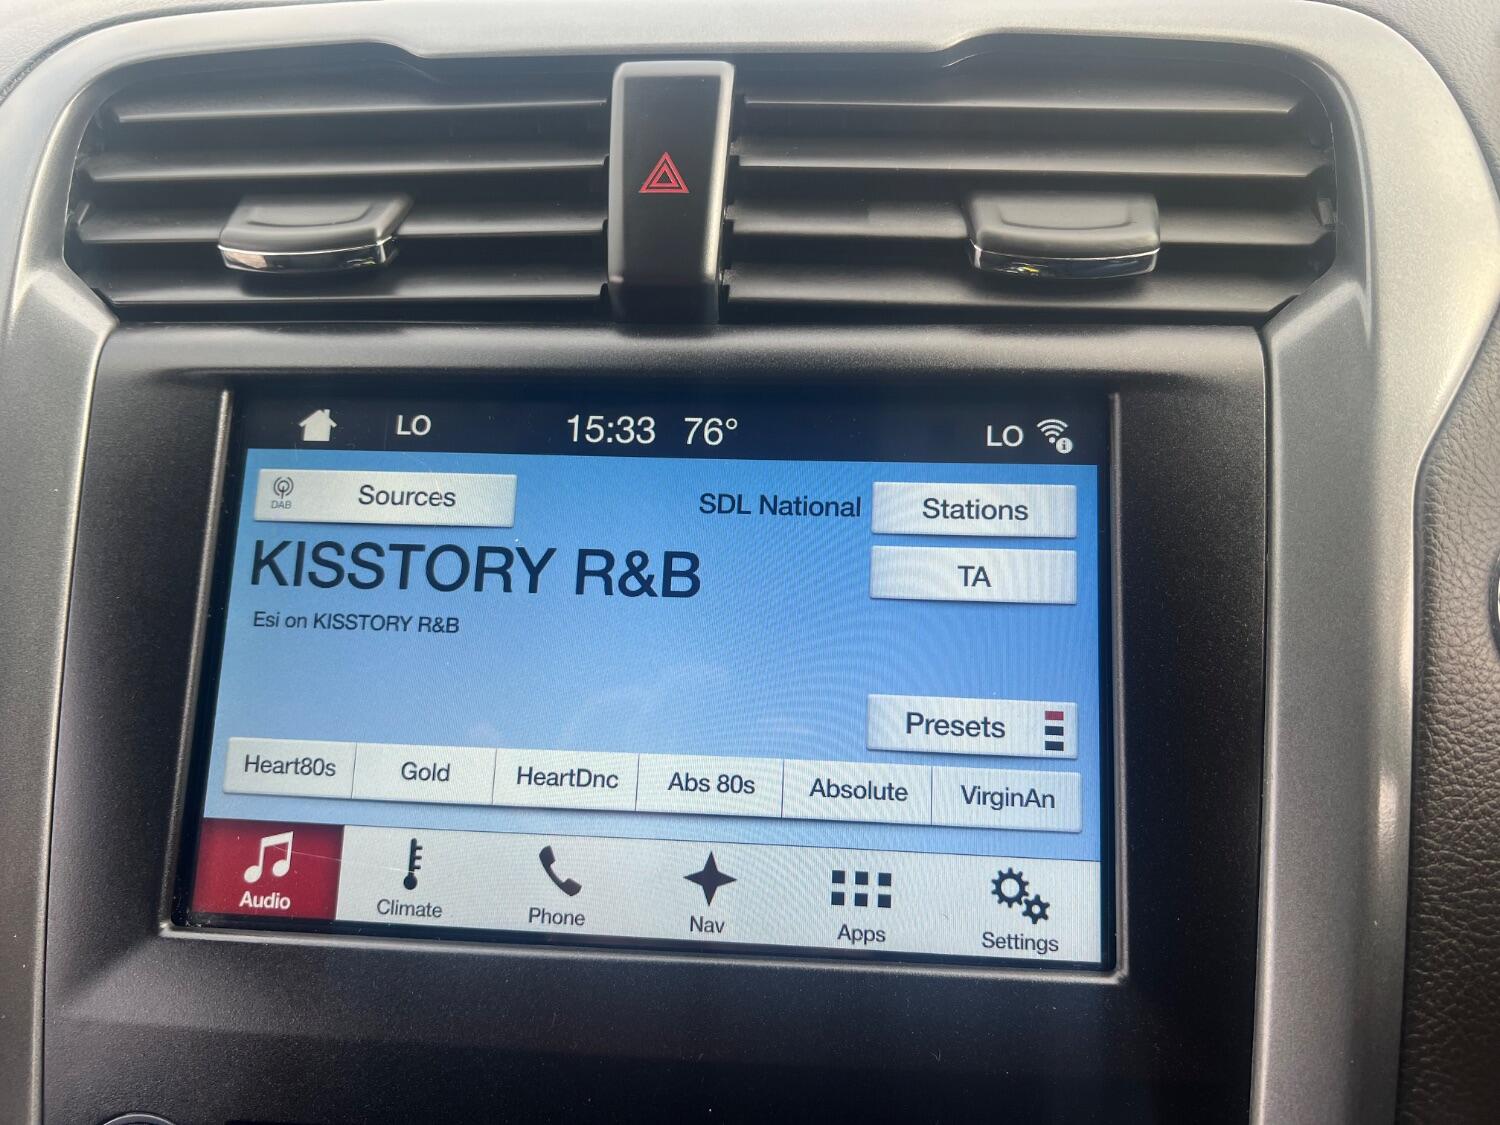 LO 15:33 76° LO
DAB Sources SDL National Stations
KISSTORY R&B
TA
Esi on KISSTORY R&B
Presets
Heart80s Gold HeartDnc Abs 80s Absolute VirginAn
Audio Climate Phone Nav Apps Settings